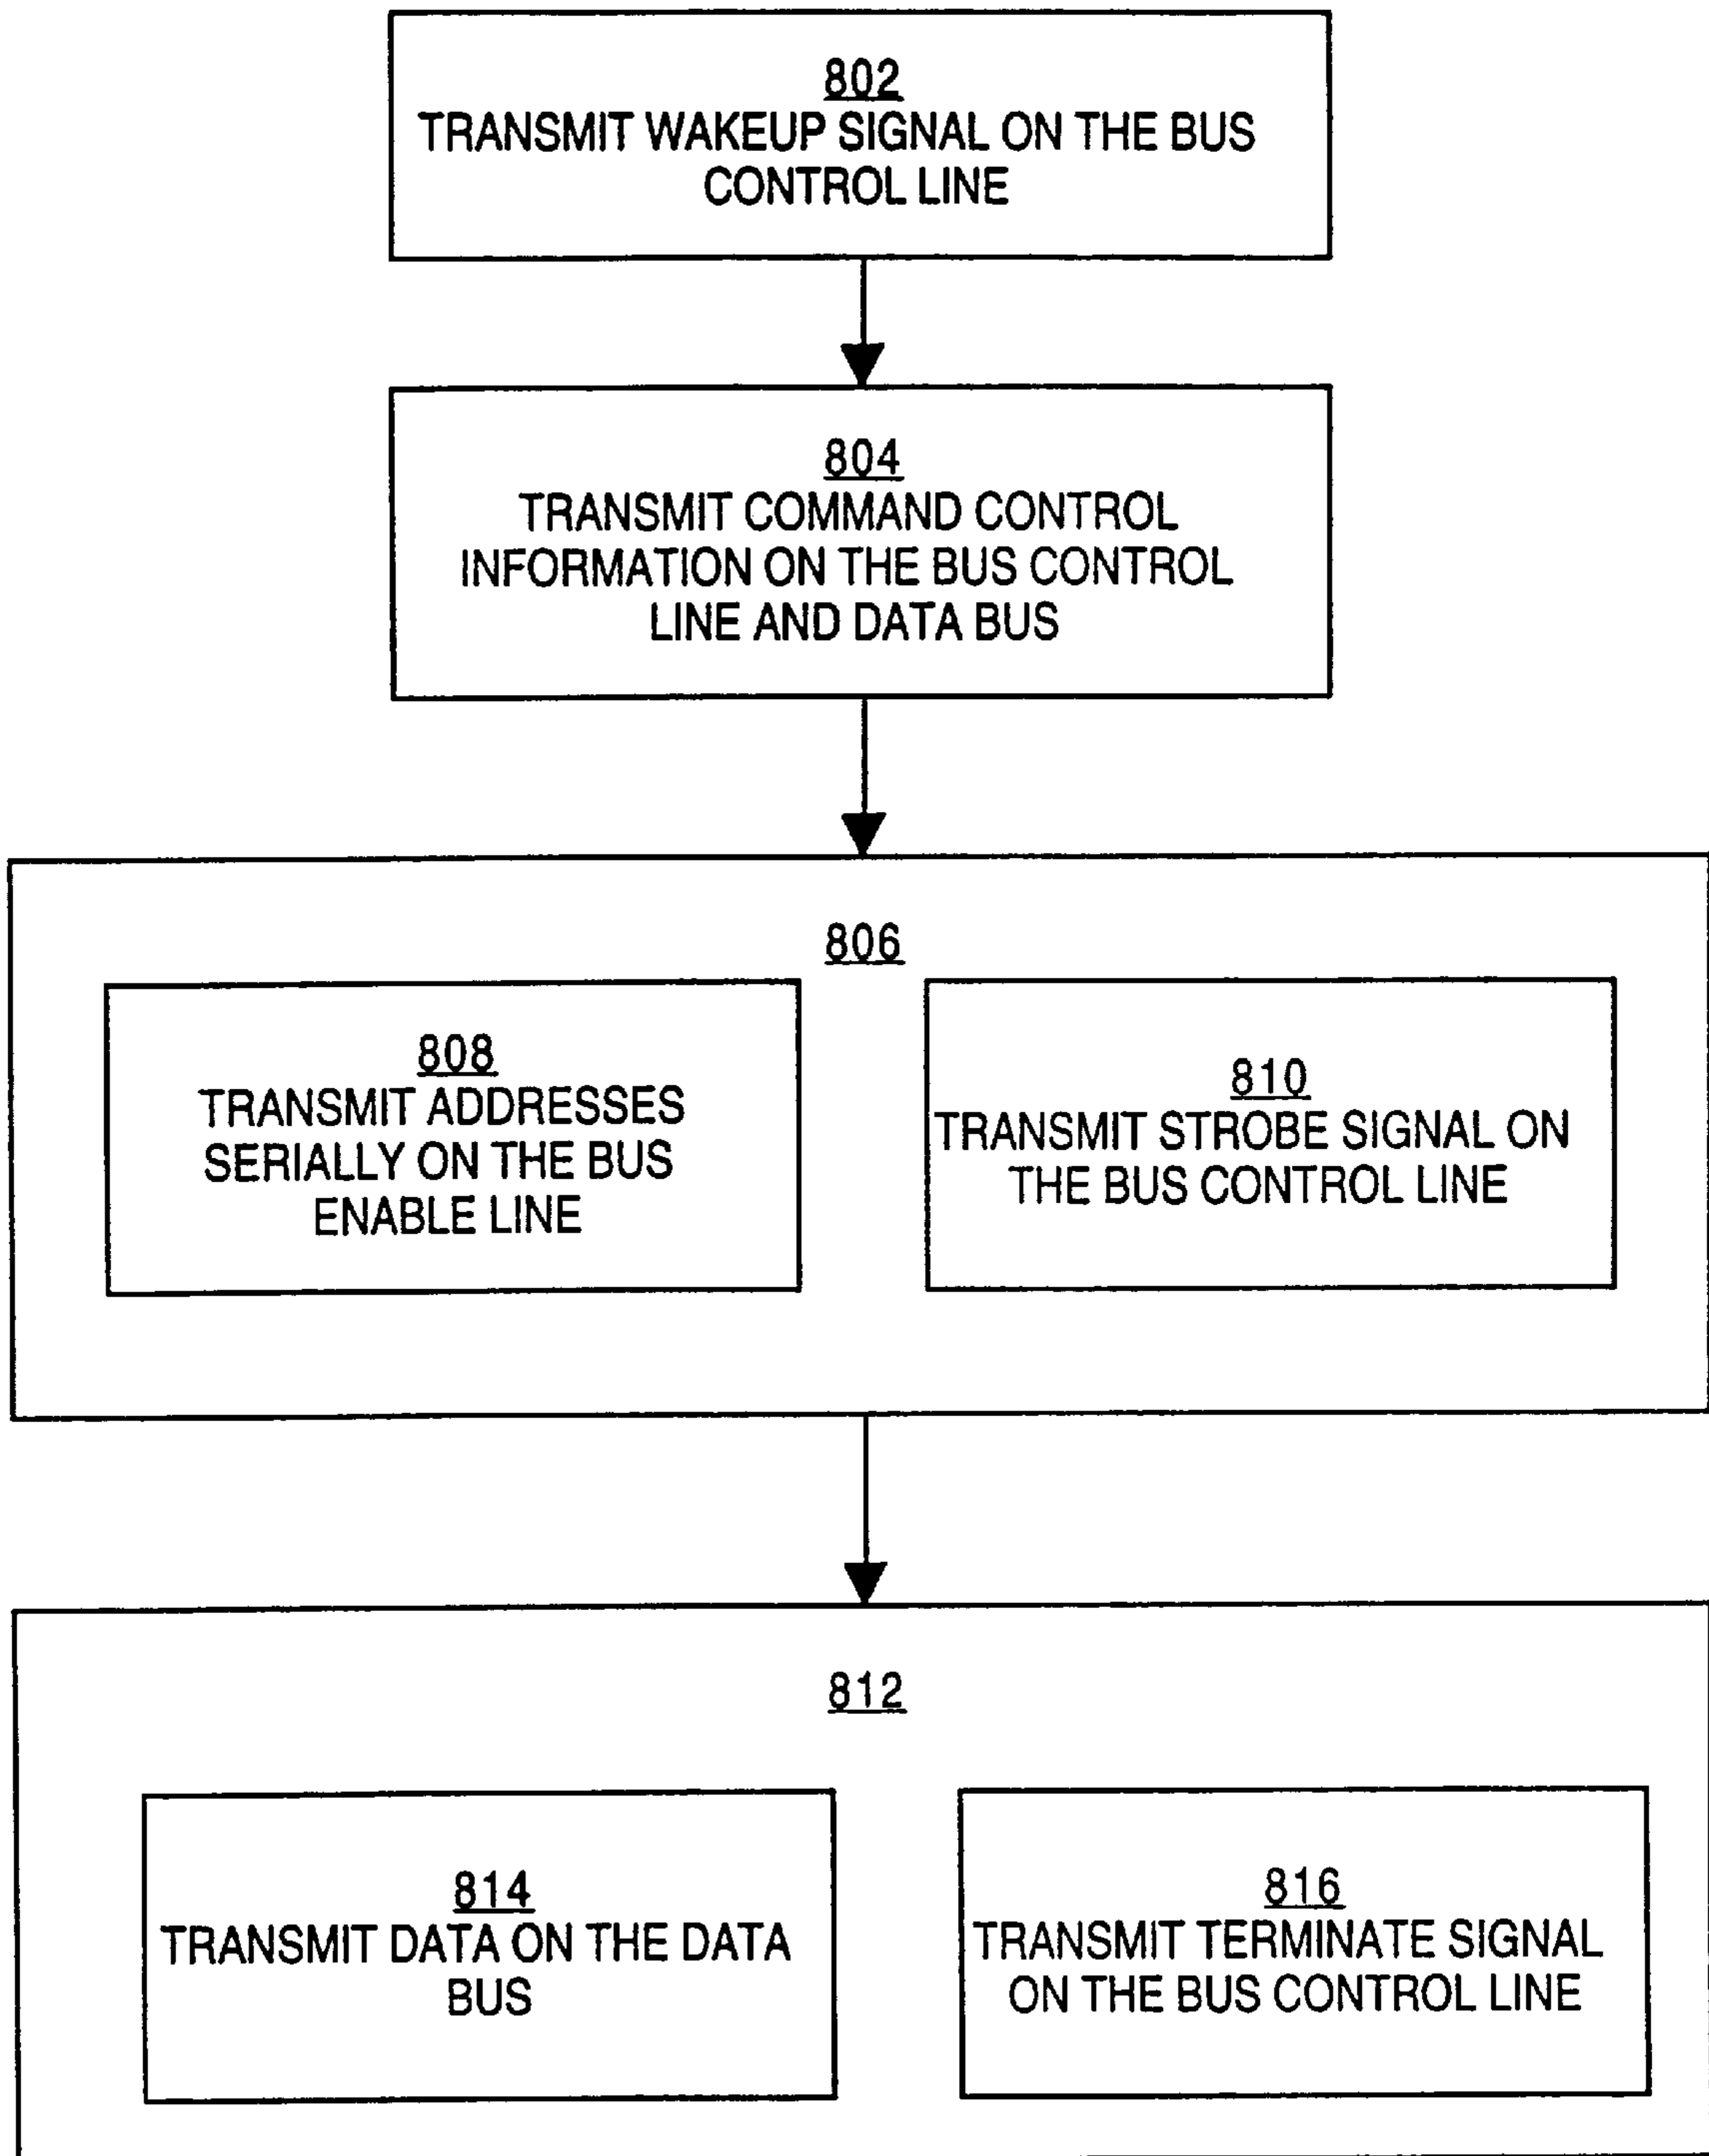 802
TRANSMIT WAKEUP SIGNAL ON THE BUS
CONTROL LINE
804
TRANSMIT COMMAND CONTROL
INFORMATION ON THE BUS CONTROL
LINE AND DATA BUS
806
808
TRANSMIT ADDRESSES
SERIALLY ON THE BUS
ENABLE LINE
810
TRANSMIT STROBE SIGNAL ON
THE BUS CONTROL LINE
812
814
TRANSMIT DATA ON THE DATA
BUS
816
TRANSMIT TERMINATE SIGNAL
ON THE BUS CONTROL LINE